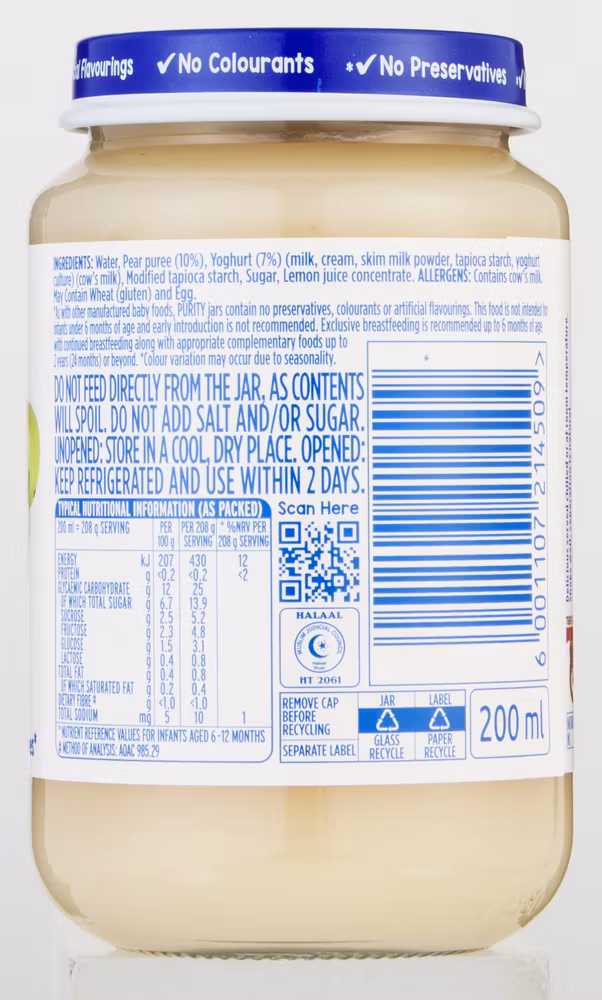 Flavourings ✓No Colourants *✓No Preservatives
INGREDIENTS: Water, Pear puree (10%), Yoghurt (7%) (milk, cream, skim milk powder, tapioca starch, yoghurt
culture) (cow's milk), Modified tapioca starch, Sugar, Lemon juice concentrate. ALLERGENS: Contains cow's milk.
May Contain Wheat (gluten) and Egg.
*As with other manufactured baby foods, PURITY jars contain no preservatives, colourants or artificial flavourings. This food is not intended for
infants under 6 months of age and early introduction is not recommended. Exclusive breastfeeding is recommended up to 6 months of age
with continued breastfeeding along with appropriate complementary foods up to
2 years (24 months) or beyond. *Colour variation may occur due to seasonality.
DO NOT FEED DIRECTLY FROM THE JAR, AS CONTENTS
WILL SPOIL. DO NOT ADD SALT AND/OR SUGAR.
UNOPENED: STORE IN A COOL, DRY PLACE. OPENED:
KEEP REFRIGERATED AND USE WITHIN 2 DAYS.
TYPICAL NUTRITIONAL INFORMATION (AS PACKED)
200 ml = 208 g SERVING PER 100 g PER 208 g SERVING * %NRV PER 208 g SERVING
ENERGY kJ 207 430 12
PROTEIN g <0.2 <0.2 <2
GLYCAEMIC CARBOHYDRATE g 12 25
OF WHICH TOTAL SUGAR g 6.7 13.9
SUCROSE g 2.5 5.2
FRUCTOSE g 2.3 4.8
GLUCOSE g 1.5 3.1
LACTOSE g 0.4 0.8
TOTAL FAT g 0.4 0.8
OF WHICH SATURATED FAT g 0.2 0.4
DIETARY FIBRE # g <1.0 <1.0
TOTAL SODIUM mg 5 10 1
* NUTRIENT REFERENCE VALUES FOR INFANTS AGED 6-12 MONTHS
# METHOD OF ANALYSIS: AOAC 985.29
Scan Here
HALAAL
MUSLIM JUDICIAL COUNCIL
HT 2061
6 001107 214509 >
REMOVE CAP
BEFORE
RECYCLING
SEPARATE LABEL
JAR
GLASS
RECYCLE
LABEL
PAPER
RECYCLE
200 ml